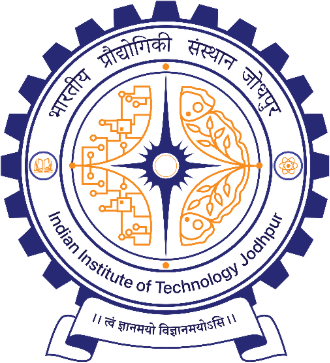 भारतीय प्रौद्योगिकी संस्थान जोधपुर
Indian Institute of Technology Jodhpur
।। त्वं ज्ञानमयो विज्ञानमयोऽसि ।।